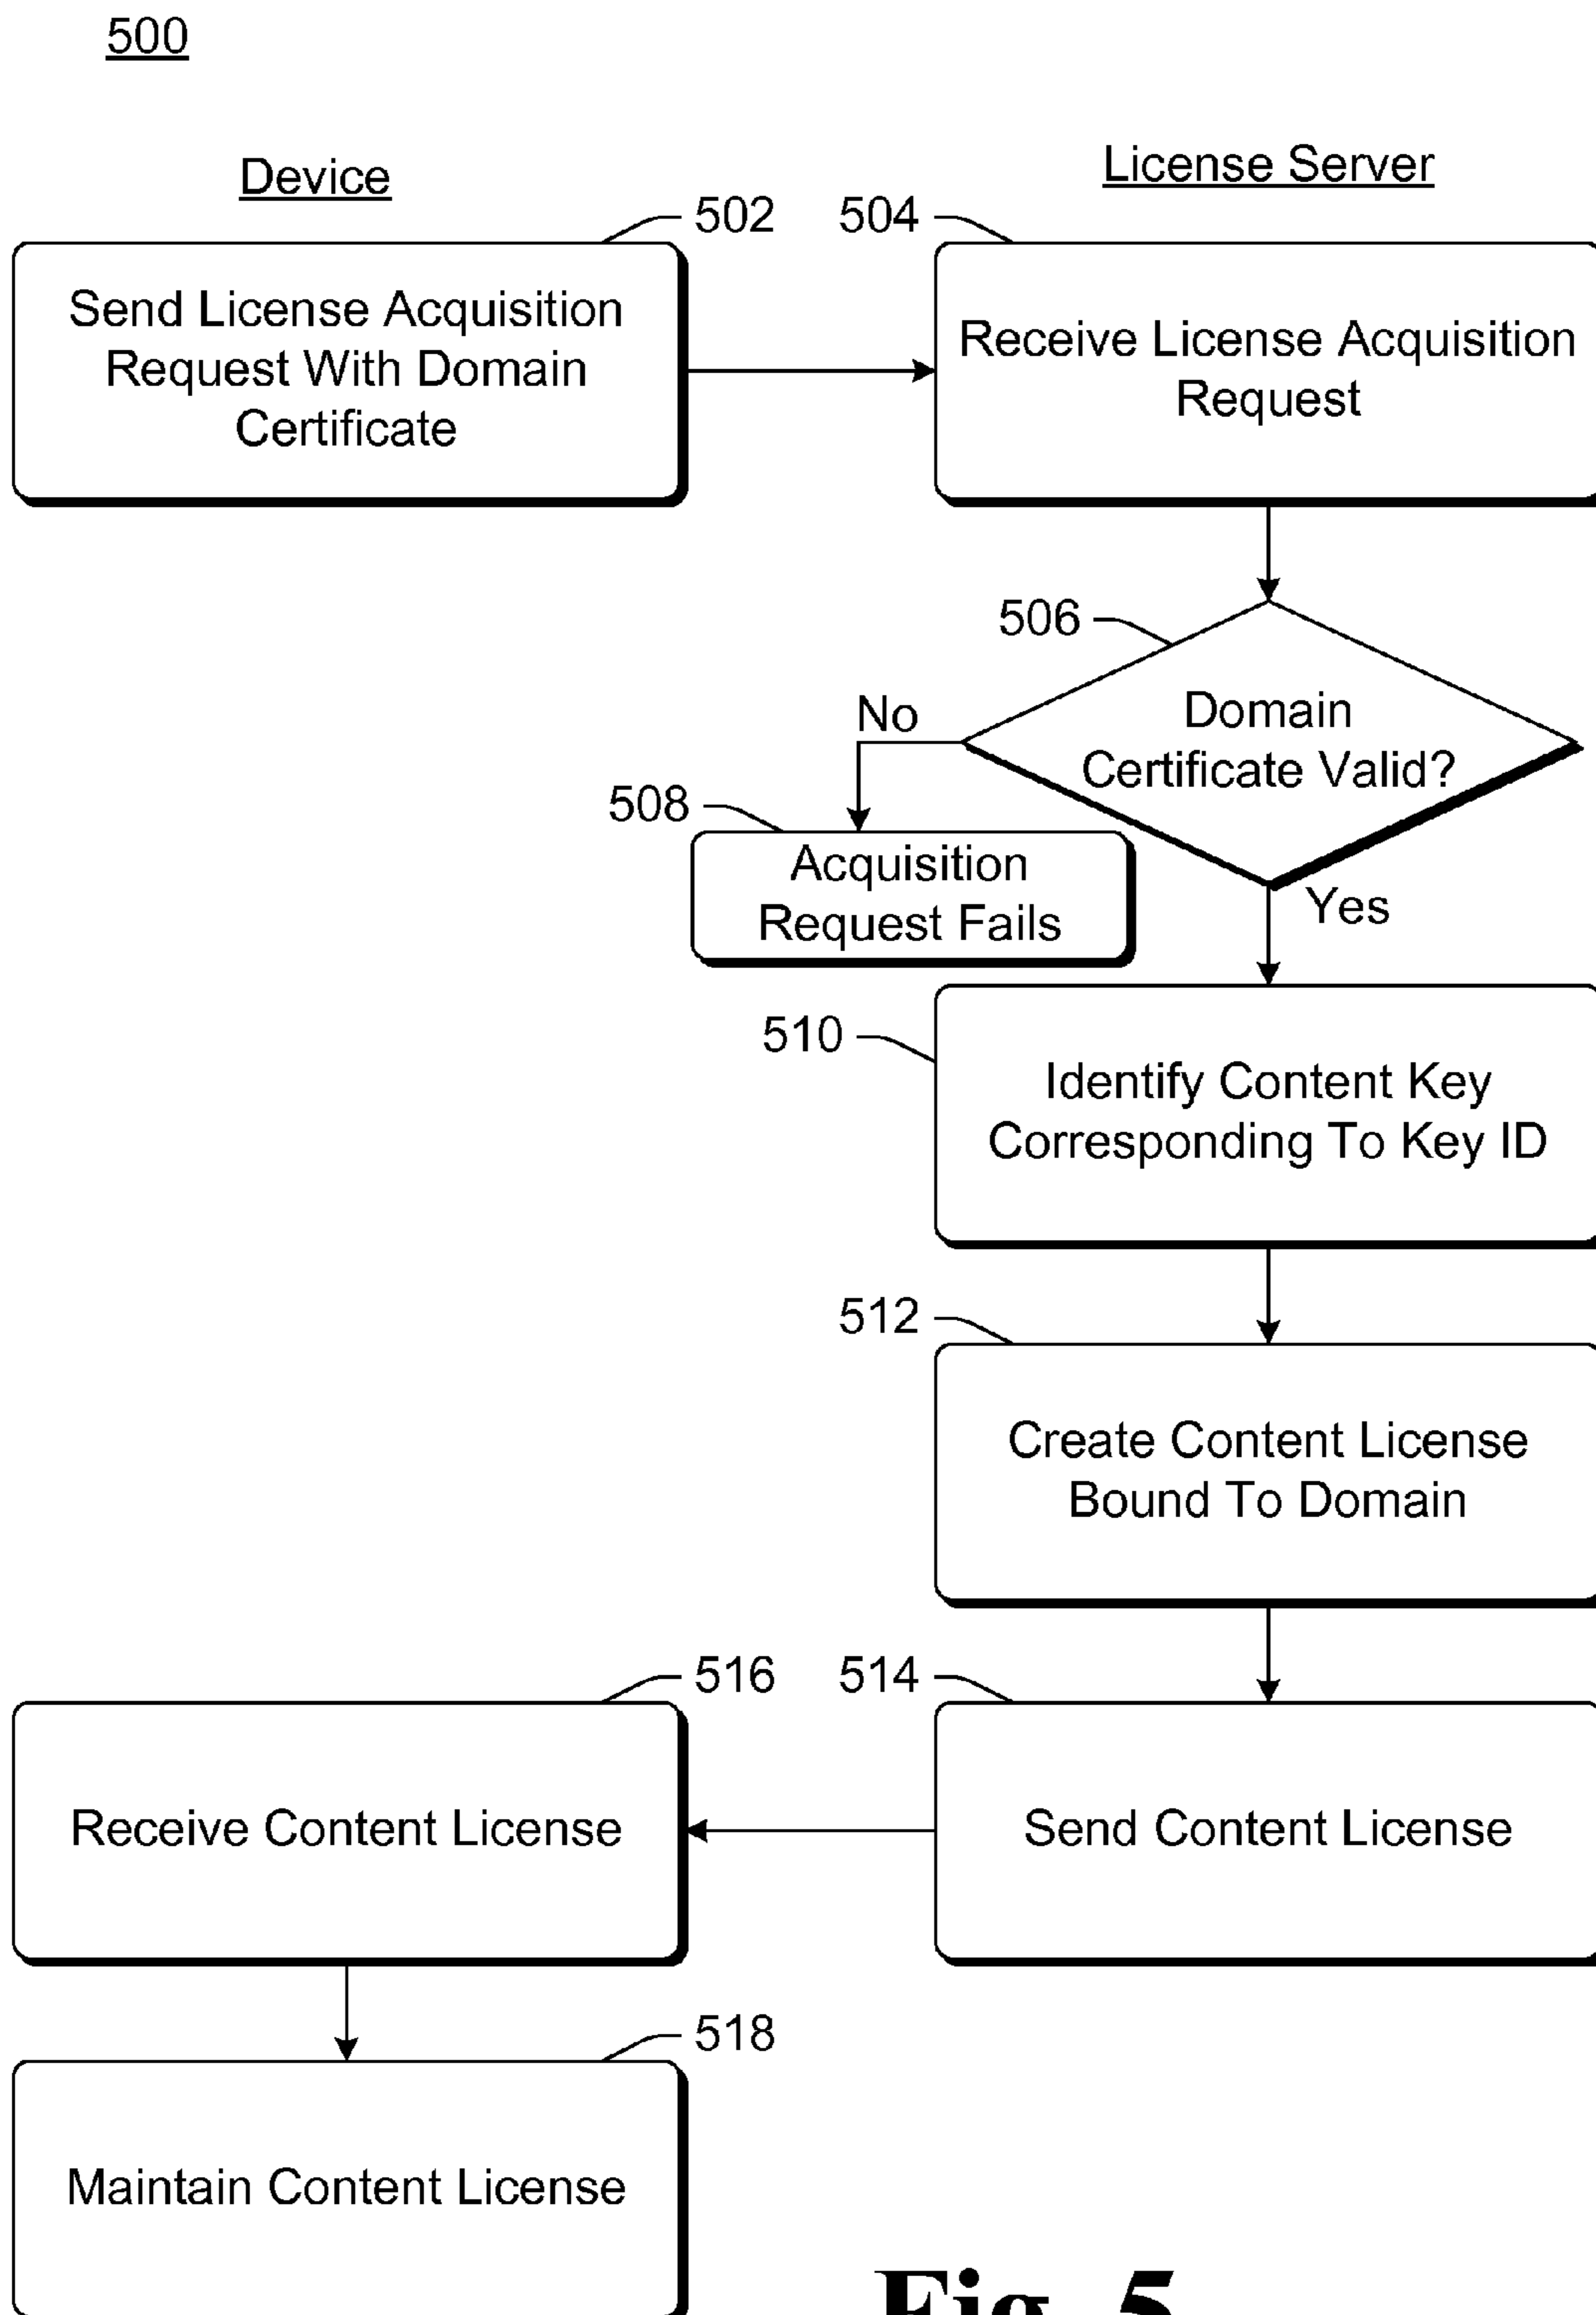 500
Device
License Server
502
504
Send License Acquisition
Request With Domain
Certificate
Receive License Acquisition
Request
506
Domain
Certificate Valid?
No
Yes
508
Acquisition
Request Fails
510
Identify Content Key
Corresponding To Key ID
512
Create Content License
Bound To Domain
516
514
Receive Content License
Send Content License
518
Maintain Content License
Fig. 5